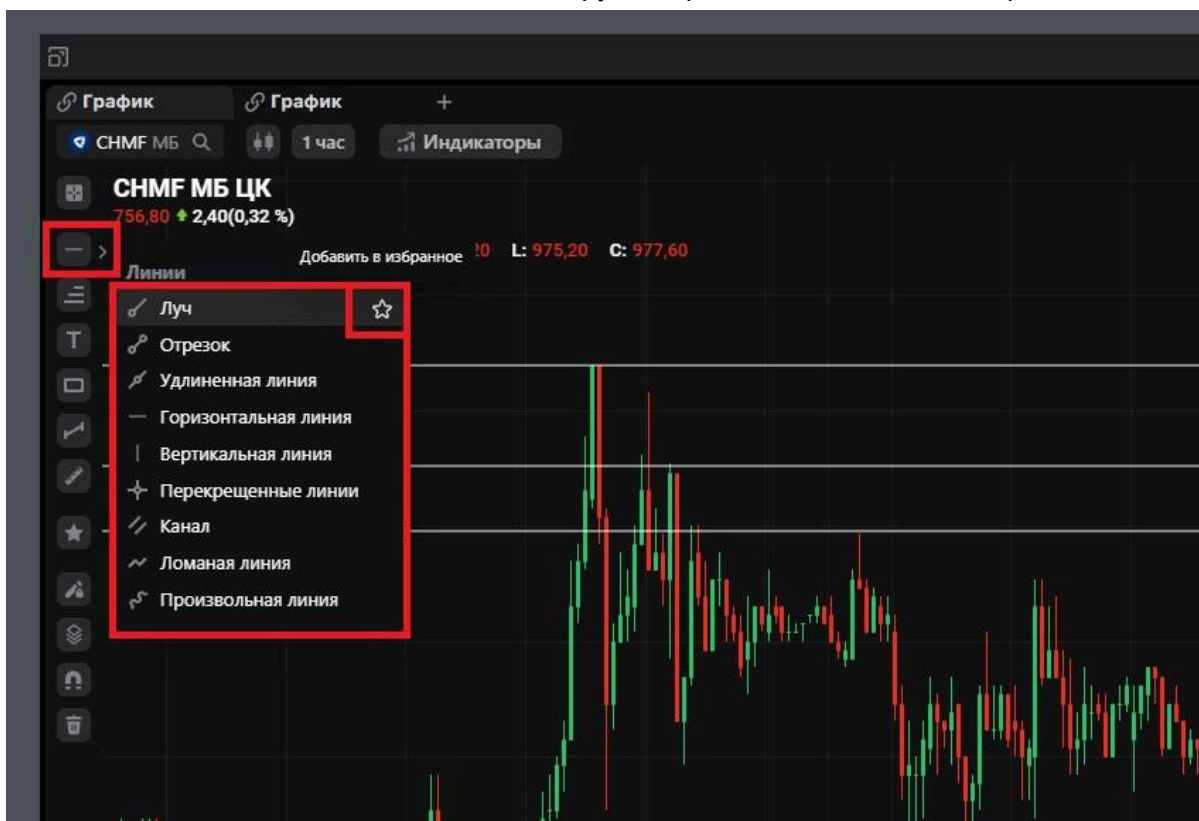 График График +
CHMF МБ 1 час Индикаторы
CHMF МБ ЦК
756,80 2,40(0,32 %)
Добавить в избранное L: 975,20 C: 977,60
Линии
Луч
Отрезок
Удлиненная линия
Горизонтальная линия
Вертикальная линия
Перекрещенные линии
Канал
Ломаная линия
Произвольная линия
T